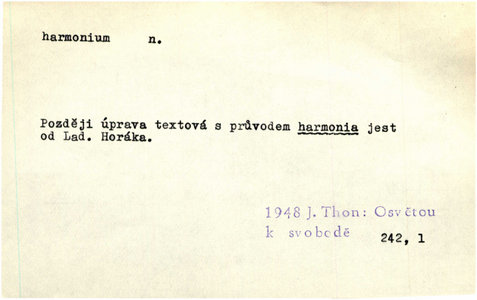 harmonium n.
Později úprava textová s průvodem harmonia jest
od Lad. Horáka.
1948 J. Thon: Osvětou
k svobodě 242, 1